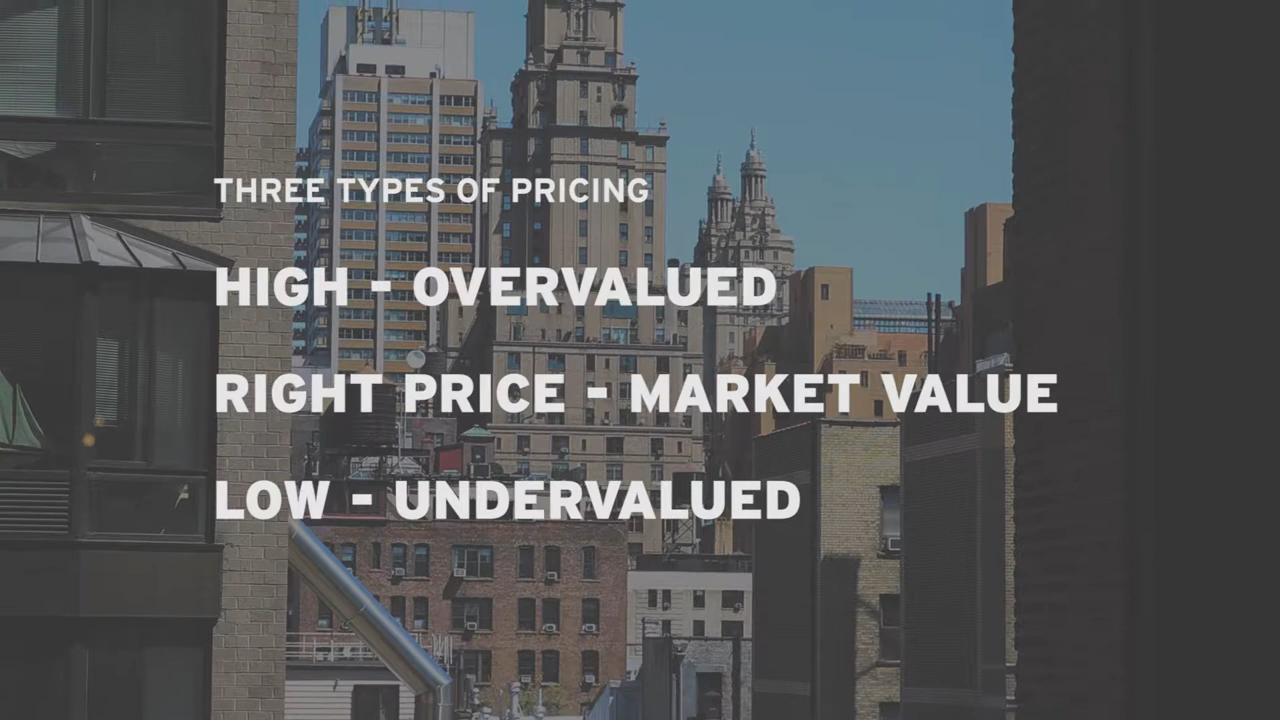 THREE TYPES OF PRICING
HIGH - OVERVALUED
RIGHT PRICE - MARKET VALUE
LOW - UNDERVALUED